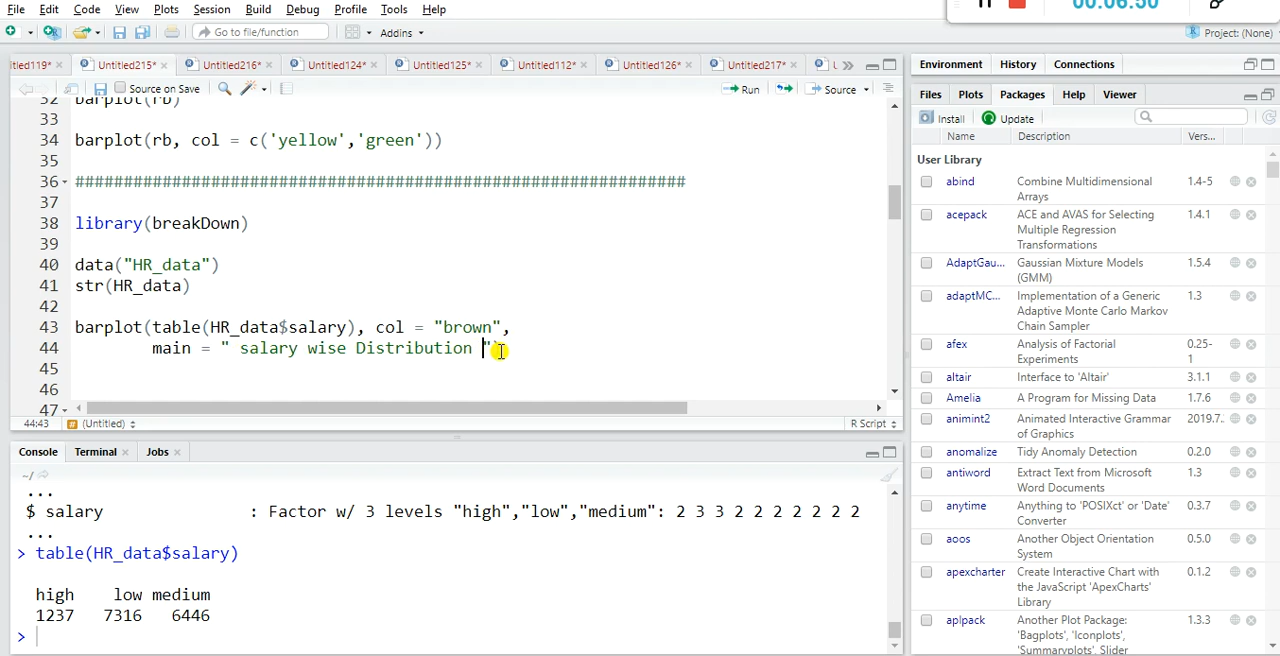 File Edit Code View Plots Session Build Debug Profile Tools Help
00:06:50
Go to file/function Addins
Project: (None)
tled119* Untitled215* Untitled216* Untitled124* Untitled125* Untitled112* Untitled126* Untitled217* U
Source on Save Run Source
32 barplot(rb)
33
34 barplot(rb, col = c('yellow','green'))
35
36 ###############################################################
37
38 library(breakDown)
39
40 data("HR_data")
41 str(HR_data)
42
43 barplot(table(HR_data$salary), col = "brown",
44 main = " salary wise Distribution "
45
46
47
44:43 (Untitled) R Script
Console Terminal Jobs
~/
...
$ salary : Factor w/ 3 levels "high","low","medium": 2 3 3 2 2 2 2 2 2 2
...
> table(HR_data$salary)
high low medium
1237 7316 6446
>
Environment History Connections
Files Plots Packages Help Viewer
Install Update
Name Description Vers...
User Library
abind Combine Multidimensional 1.4-5
Arrays
acepack ACE and AVAS for Selecting 1.4.1
Multiple Regression
Transformations
AdaptGau... Gaussian Mixture Models 1.5.4
(GMM)
adaptMC... Implementation of a Generic 1.3
Adaptive Monte Carlo Markov
Chain Sampler
afex Analysis of Factorial 0.25-
Experiments 1
altair Interface to 'Altair' 3.1.1
Amelia A Program for Missing Data 1.7.6
animint2 Animated Interactive Grammar 2019.7.
of Graphics
anomalize Tidy Anomaly Detection 0.2.0
antiword Extract Text from Microsoft 1.3
Word Documents
anytime Anything to 'POSIXct' or 'Date' 0.3.7
Converter
aoos Another Object Orientation 0.5.0
System
apexcharter Create Interactive Chart with 0.1.2
the JavaScript 'ApexCharts'
Library
aplpack Another Plot Package: 1.3.3
'Bagplots', 'Iconplots',
'Summaryplots', Slider